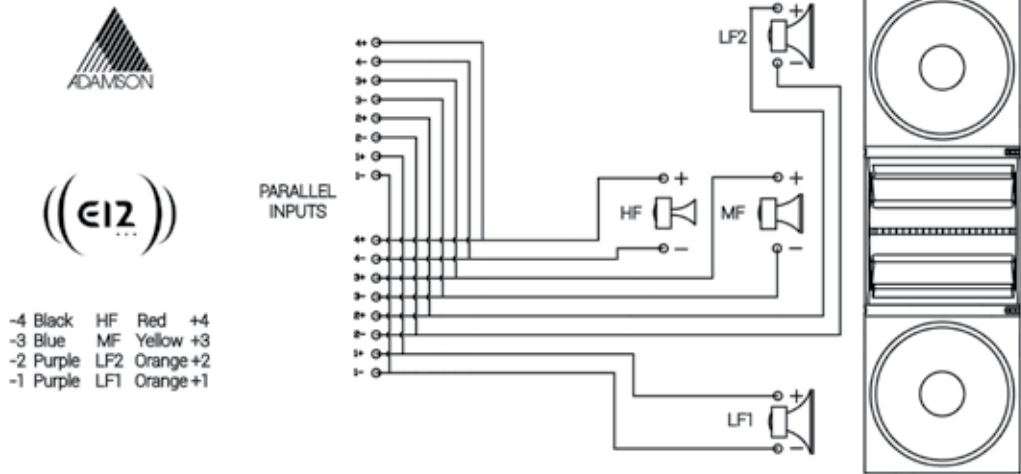 ADAMSON
E12
-4 Black HF Red +4
-3 Blue MF Yellow +3
-2 Purple LF2 Orange +2
-1 Purple LF1 Orange +1
PARALLEL
INPUTS
4+
4-
3+
3-
2+
2-
1+
1-
4+
4-
3+
3-
2+
2-
1+
1-
LF2
+
-
HF
+
-
MF
+
-
LF1
+
-